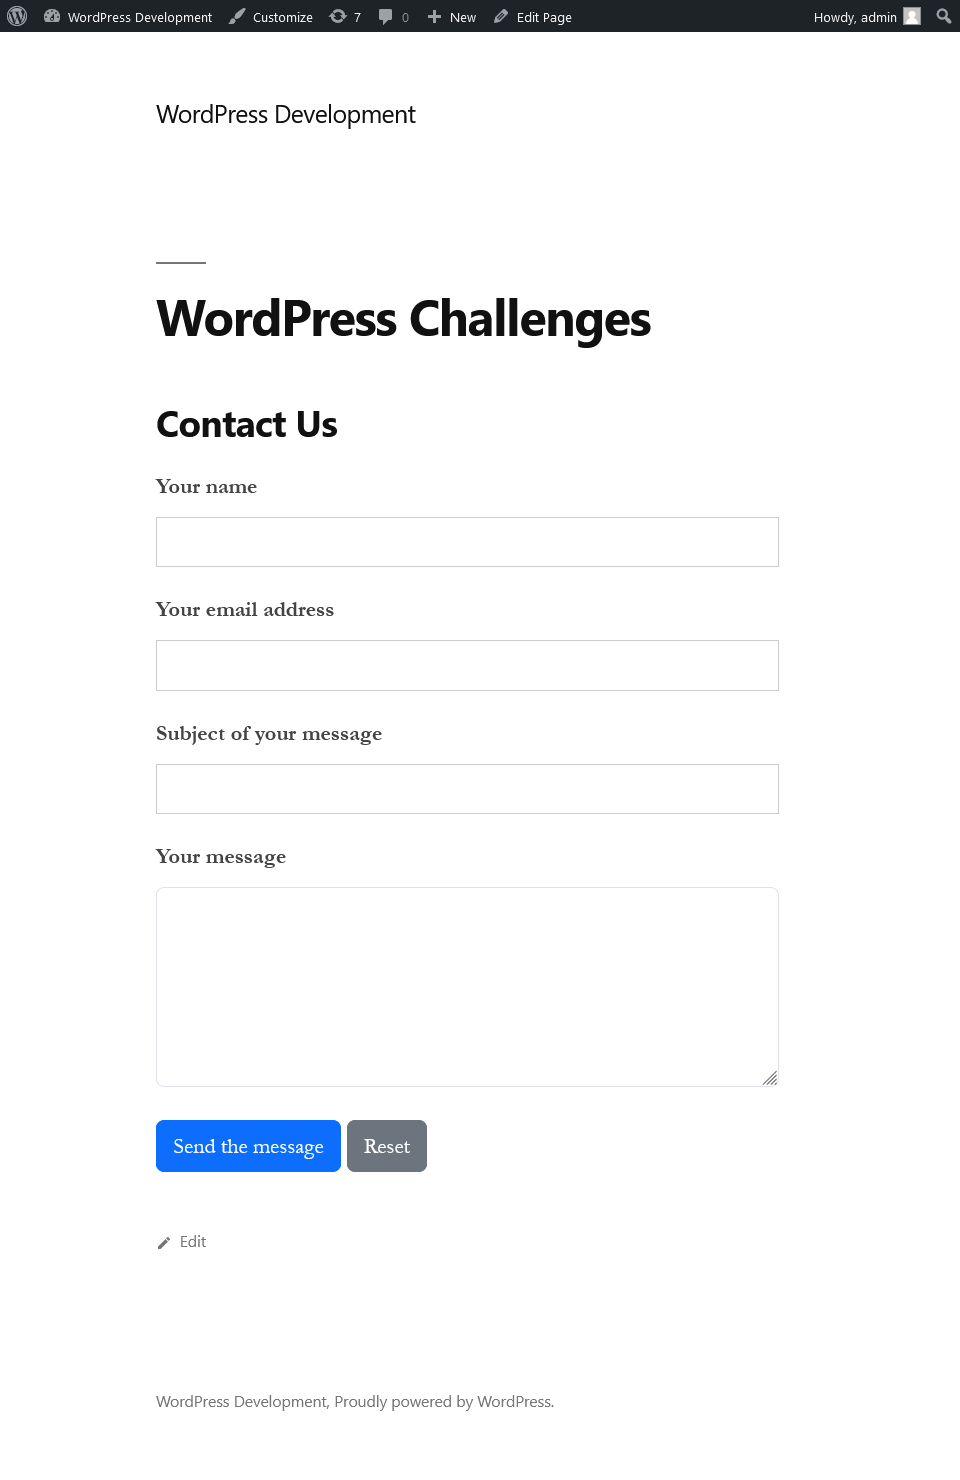 WordPress Development Customize 7 0 New Edit Page Howdy, admin
WordPress Development
WordPress Challenges
Contact Us
Your name
Your email address
Subject of your message
Your message
Send the message Reset
Edit
WordPress Development, Proudly powered by WordPress.